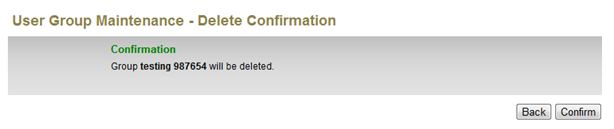 User Group Maintenance - Delete Confirmation
Confirmation
Group testing 987654 will be deleted.
Back Confirm